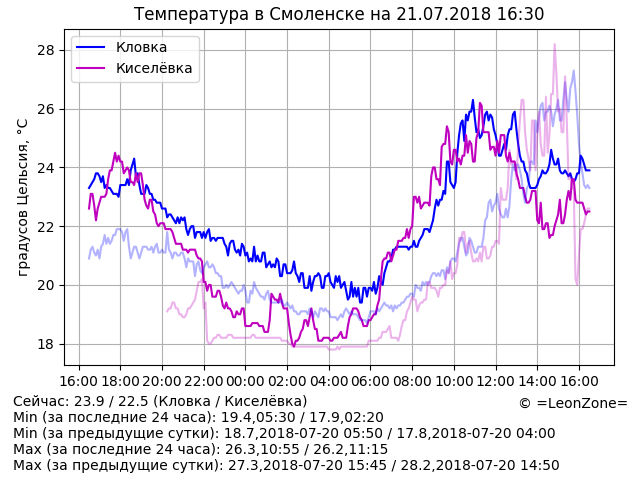 Температура в Смоленске на 21.07.2018 16:30
Кловка
Киселёвка
градусов Цельсия, °C
28
26
24
22
20
18
16:00 18:00 20:00 22:00 00:00 02:00 04:00 06:00 08:00 10:00 12:00 14:00 16:00
Сейчас: 23.9 / 22.5 (Кловка / Киселёвка)
© =LeonZone=
Min (за последние 24 часа): 19.4,05:30 / 17.9,02:20
Min (за предыдущие сутки): 18.7,2018-07-20 05:50 / 17.8,2018-07-20 04:00
Max (за последние 24 часа): 26.3,10:55 / 26.2,11:15
Max (за предыдущие сутки): 27.3,2018-07-20 15:45 / 28.2,2018-07-20 14:50